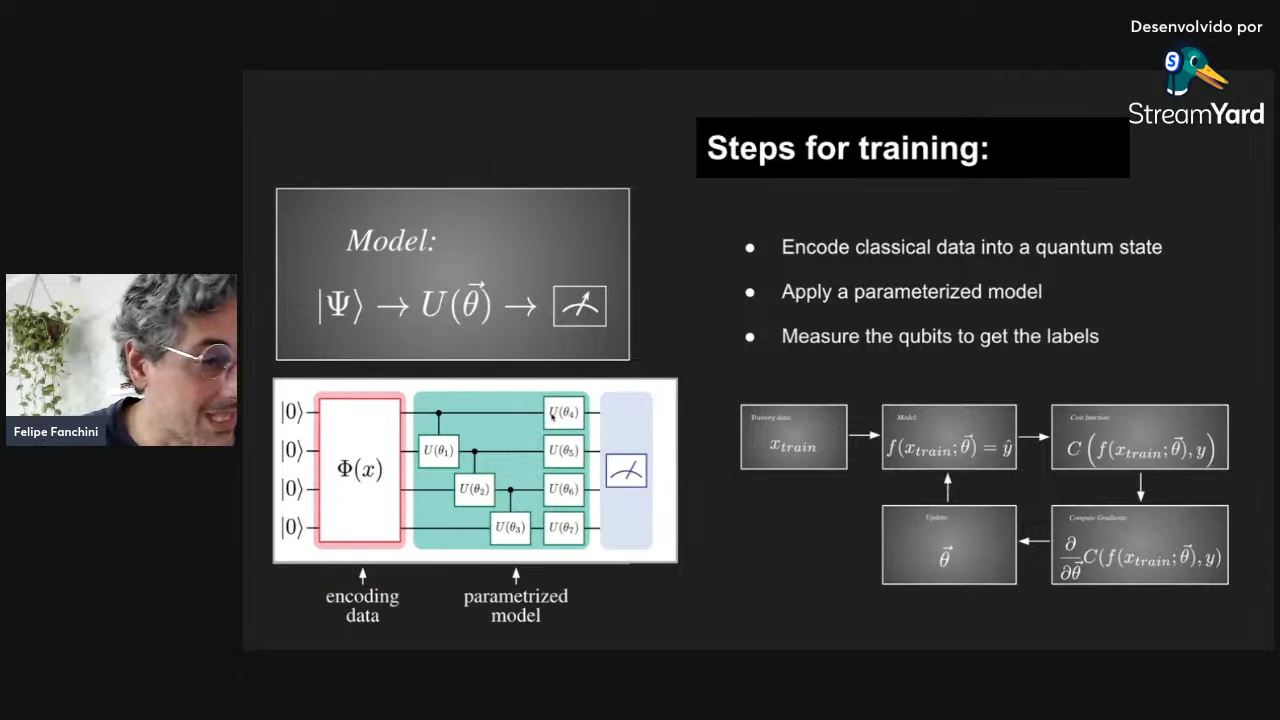 Desenvolvido por
StreamYard
Steps for training:
Model:
|Ψ⟩ → U(θ⃗) →
● Encode classical data into a quantum state
● Apply a parameterized model
● Measure the qubits to get the labels
Felipe Fanchini
|0⟩
|0⟩
|0⟩
|0⟩
Φ(x)
U(θ₁)
U(θ₂)
U(θ₃)
U(θ₄)
U(θ₅)
U(θ₆)
U(θ₇)
encoding
data
parametrized
model
Training data:
x_train
Model:
f(x_train; θ⃗) = ŷ
Cost function:
C(f(x_train; θ⃗), y)
Update:
θ⃗
Compute Gradients:
∂/∂θ⃗ C(f(x_train; θ⃗), y)